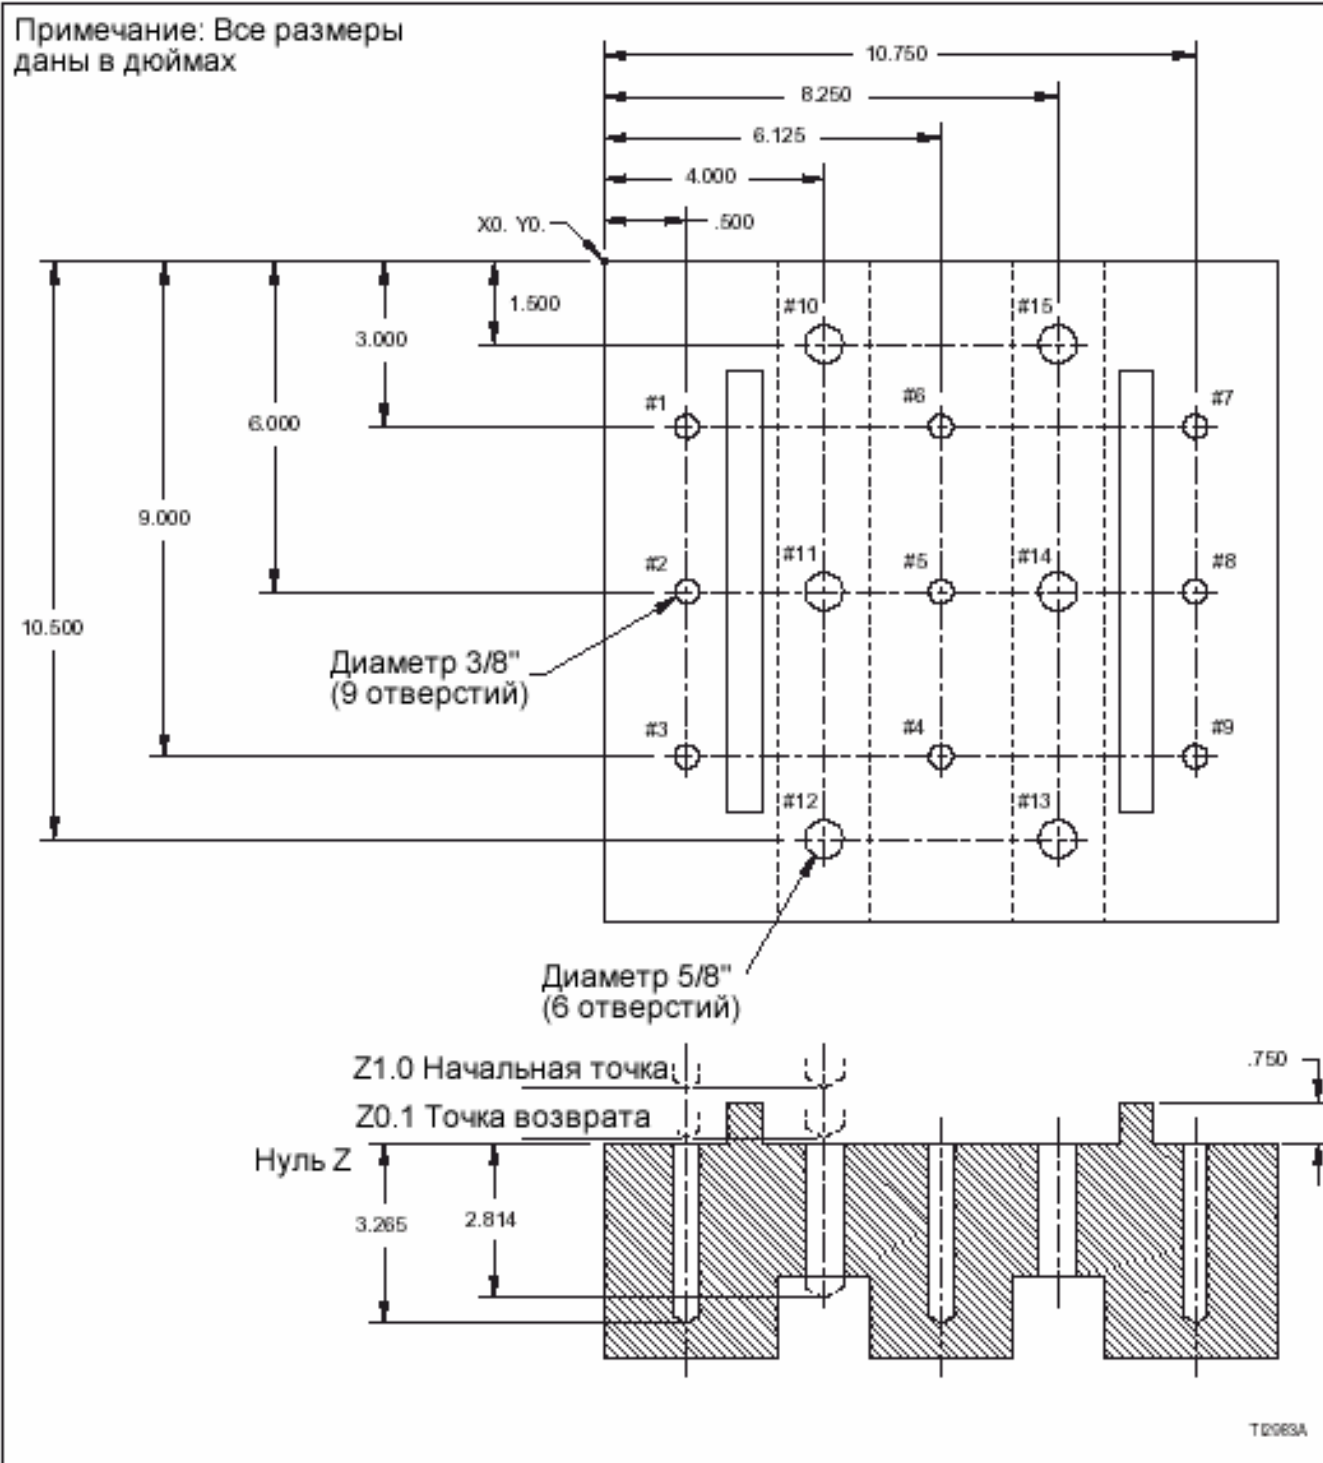 Примечание: Все размеры
даны в дюймах
10.750
8.250
6.125
4.000
.500
X0. Y0.
1.500
3.000
6.000
9.000
10.500
#10
#15
#1
#6
#7
#2
#11
#5
#14
#8
Диаметр 3/8"
(9 отверстий)
#3
#4
#9
#12
#13
Диаметр 5/8"
(6 отверстий)
Z1.0 Начальная точка
.750
Z0.1 Точка возврата
Нуль Z
3.265
2.814
TI2983A